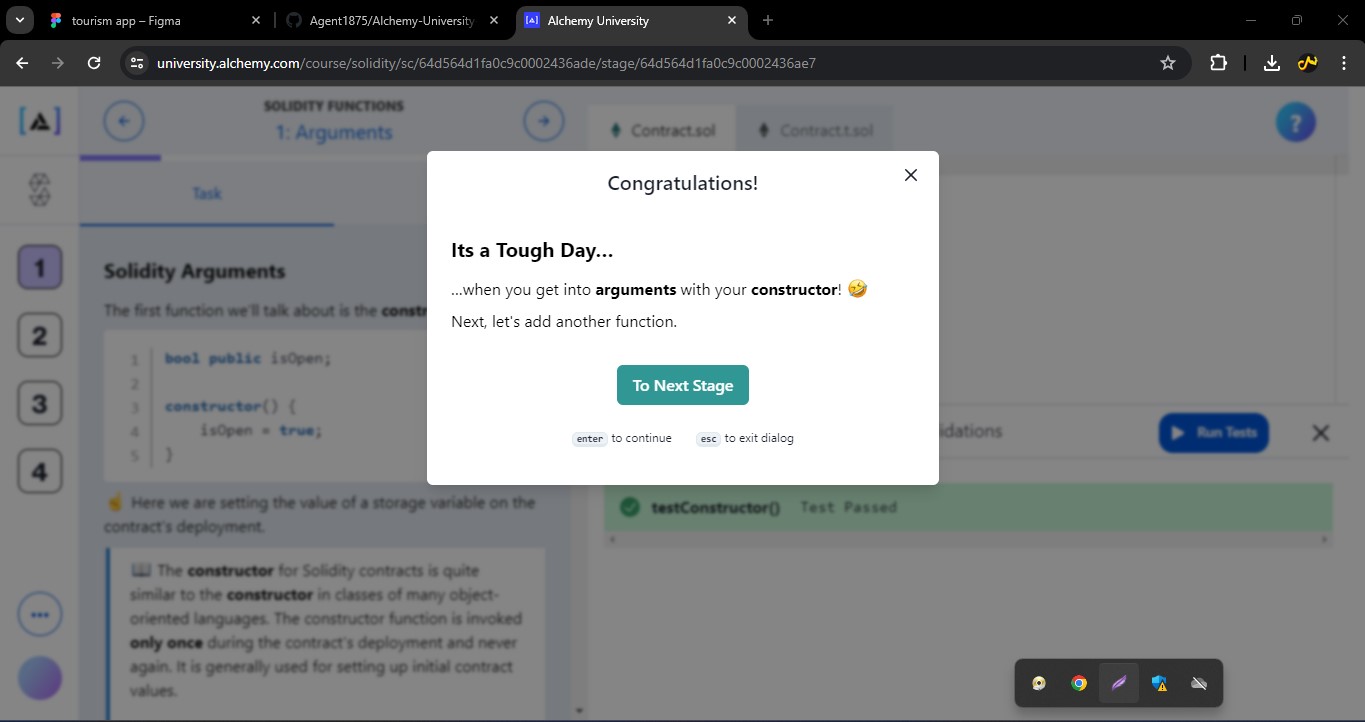 tourism app – Figma
Agent1875/Alchemy-University
Alchemy University
university.alchemy.com/course/solidity/sc/64d564d1fa0c9c0002436ade/stage/64d564d1fa0c9c0002436ae7
SOLIDITY FUNCTIONS
1: Arguments
Contract.sol
Contract.t.sol
?
Task
1
2
3
4
Solidity Arguments
The first function we'll talk about is the constr
1 bool public isOpen;
2
3 constructor() {
4 isOpen = true;
5 }
☝️ Here we are setting the value of a storage variable on the
contract's deployment.
📖 The constructor for Solidity contracts is quite
similar to the constructor in classes of many object-
oriented languages. The constructor function is invoked
only once during the contract's deployment and never
again. It is generally used for setting up initial contract
values.
Congratulations!
Its a Tough Day...
...when you get into arguments with your constructor! 🤣
Next, let's add another function.
To Next Stage
enter to continue esc to exit dialog
idations
Run Tests
testConstructor() Test Passed